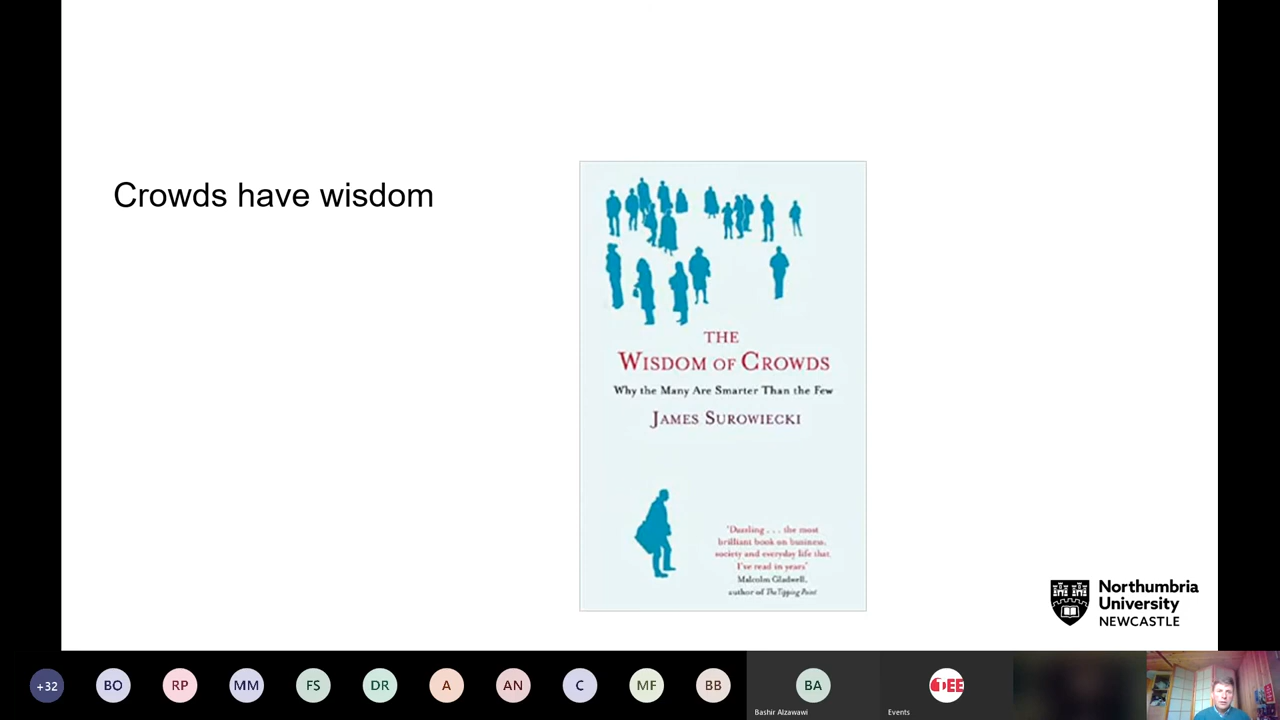 Crowds have wisdom
THE
WISDOM OF CROWDS
Why the Many Are Smarter Than the Few
JAMES SUROWIECKI
'Dazzling . . . the most
brilliant book on business,
society and everyday life that
I've read in years'
Malcolm Gladwell,
author of The Tipping Point
Northumbria
University
NEWCASTLE
+32
BO
RP
MM
FS
DR
A
AN
C
MF
BB
BA
Bashir Alzawawi
EE
Events